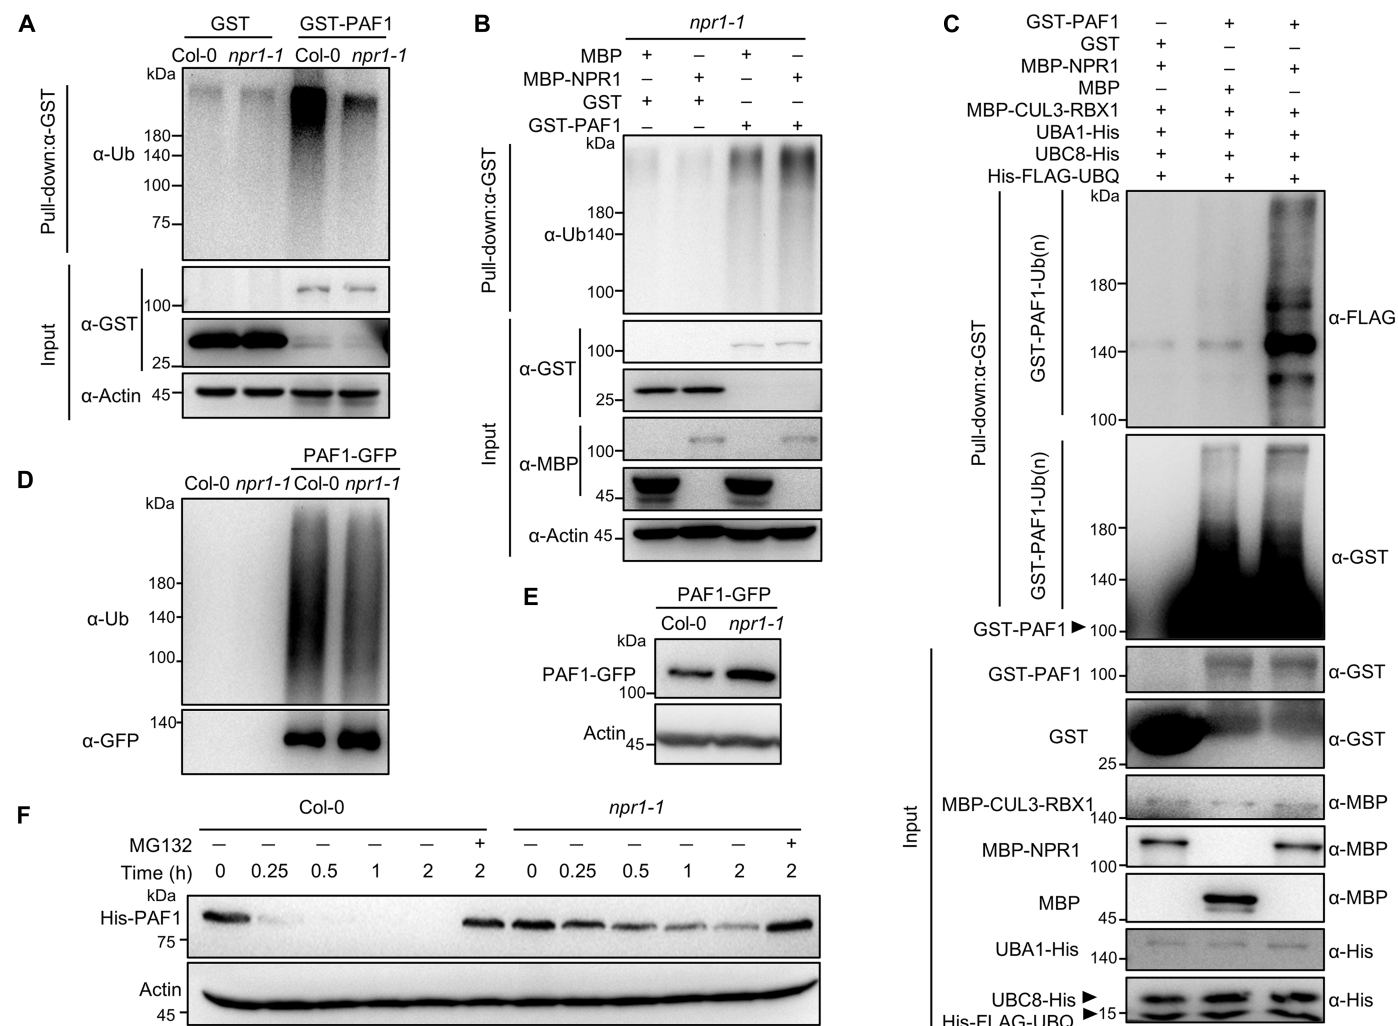 A
GST GST-PAF1
Col-0 npr1-1 Col-0 npr1-1
kDa
Pull-down:α-GST
α-Ub
180
140
100
75
Input
α-GST
100
25
α-Actin 45
B
npr1-1
MBP + – + –
MBP-NPR1 – + – +
GST + + – –
GST-PAF1 – – + +
kDa
Pull-down:α-GST
180
α-Ub 140
100
Input
α-GST
100
25
α-MBP
100
45
α-Actin 45
C
GST-PAF1 – + +
GST + – –
MBP-NPR1 + – +
MBP – + –
MBP-CUL3-RBX1 + + +
UBA1-His + + +
UBC8-His + + +
His-FLAG-UBQ + + +
kDa
Pull-down:α-GST
GST-PAF1-Ub(n)
180
140
100
α-FLAG
GST-PAF1-Ub(n)
180
140
α-GST
GST-PAF1 100
Input
GST-PAF1 100 α-GST
GST α-GST
25
MBP-CUL3-RBX1 α-MBP
140
MBP-NPR1 α-MBP
100
MBP α-MBP
45
UBA1-His α-His
140
UBC8-His α-His
His-FLAG-UBQ 15
D
PAF1-GFP
Col-0 npr1-1 Col-0 npr1-1
kDa
180
α-Ub 140
100
140
α-GFP
E
PAF1-GFP
Col-0 npr1-1
kDa
PAF1-GFP
100
Actin
45
F
Col-0 npr1-1
MG132 – – – – – + – – – – – +
Time (h) 0 0.25 0.5 1 2 2 0 0.25 0.5 1 2 2
kDa
His-PAF1
75
Actin
45